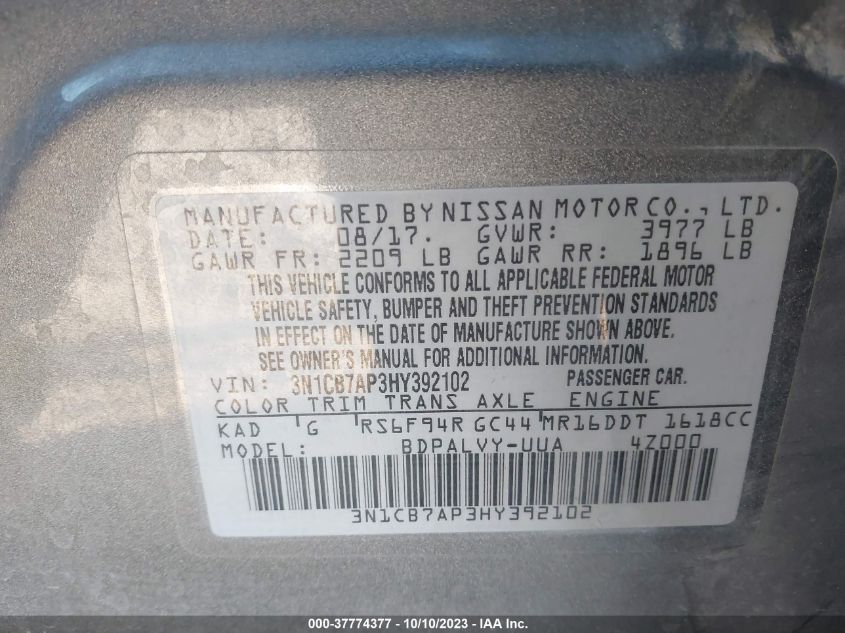 MANUFACTURED BY NISSAN MOTOR CO., LTD.
DATE: 08/17. GVWR: 3977 LB
GAWR FR: 2209 LB GAWR RR: 1896 LB
THIS VEHICLE CONFORMS TO ALL APPLICABLE FEDERAL MOTOR
VEHICLE SAFETY, BUMPER AND THEFT PREVENTION STANDARDS
IN EFFECT ON THE DATE OF MANUFACTURE SHOWN ABOVE.
SEE OWNER'S MANUAL FOR ADDITIONAL INFORMATION.
VIN: 3N1CB7AP3HY392102 PASSENGER CAR.
COLOR TRIM TRANS AXLE ENGINE
KAD G RS6F94R GC44 MR16DDT 1618CC
MODEL: BDPALVY-UUA 4Z000
3N1CB7AP3HY392102
000-37774377 - 10/10/2023 - IAA Inc.